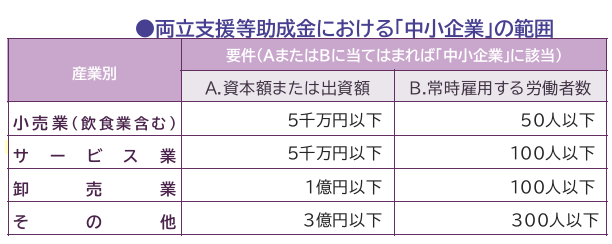 ●両立支援等助成金における「中小企業」の範囲
産業別
要件（AまたはBに当てはまれば「中小企業」に該当）
A.資本額または出資額
B.常時雇用する労働者数
小売業（飲食業含む） 5千万円以下 50人以下
サービス業 5千万円以下 100人以下
卸売業 1億円以下 100人以下
その他 3億円以下 300人以下